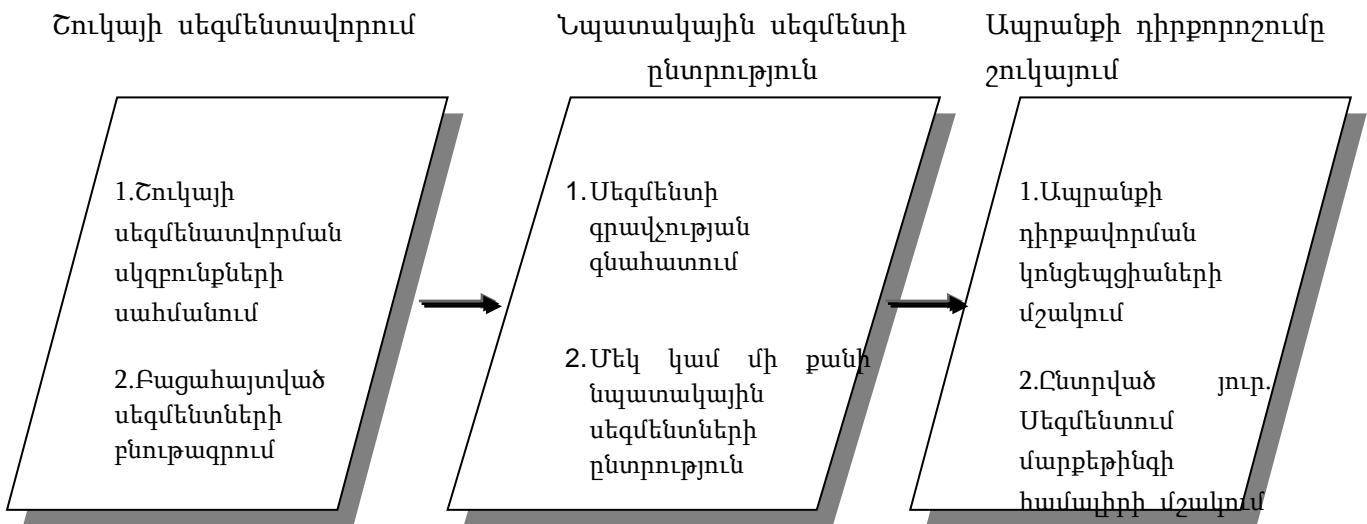 Շուկայի սեգմենտավորում
Նպատակային սեգմենտի
ընտրություն
Ապրանքի դիրքորոշումը
շուկայում
1.Շուկայի
սեգմենատվորման
սկզբունքների
սահմանում
2.Բացահայտված
սեգմենտների
բնութագրում
1.Սեգմենտի
գրավչության
գնահատում
2.Մեկ կամ մի քանի
նպատակային
սեգմենտների
ընտրություն
1.Ապրանքի
դիրքավորման
կոնցեպցիաների
մշակում
2.Ընտրված յուր.
Սեգմենտում
մարքեթինգի
համալիրի մշակում